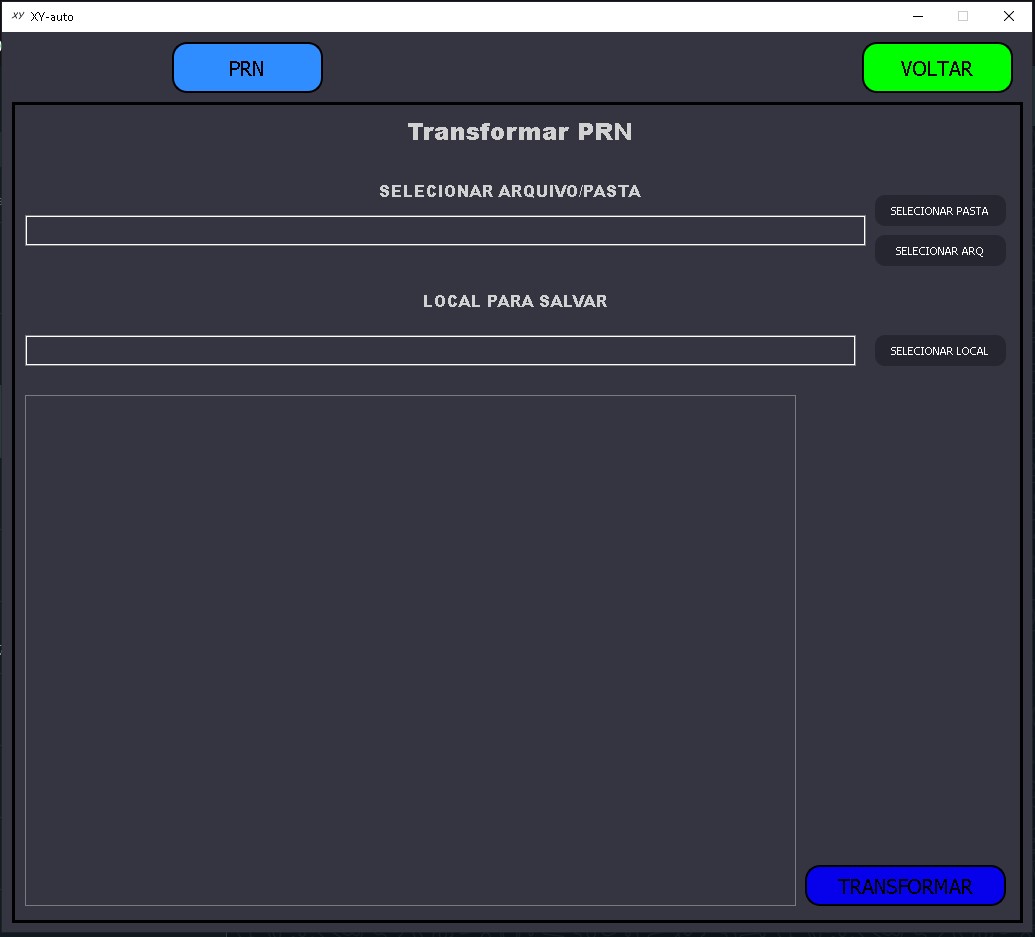 XY XY-auto
PRN
VOLTAR
Transformar PRN
SELECIONAR ARQUIVO/PASTA
SELECIONAR PASTA
SELECIONAR ARQ
LOCAL PARA SALVAR
SELECIONAR LOCAL
TRANSFORMAR